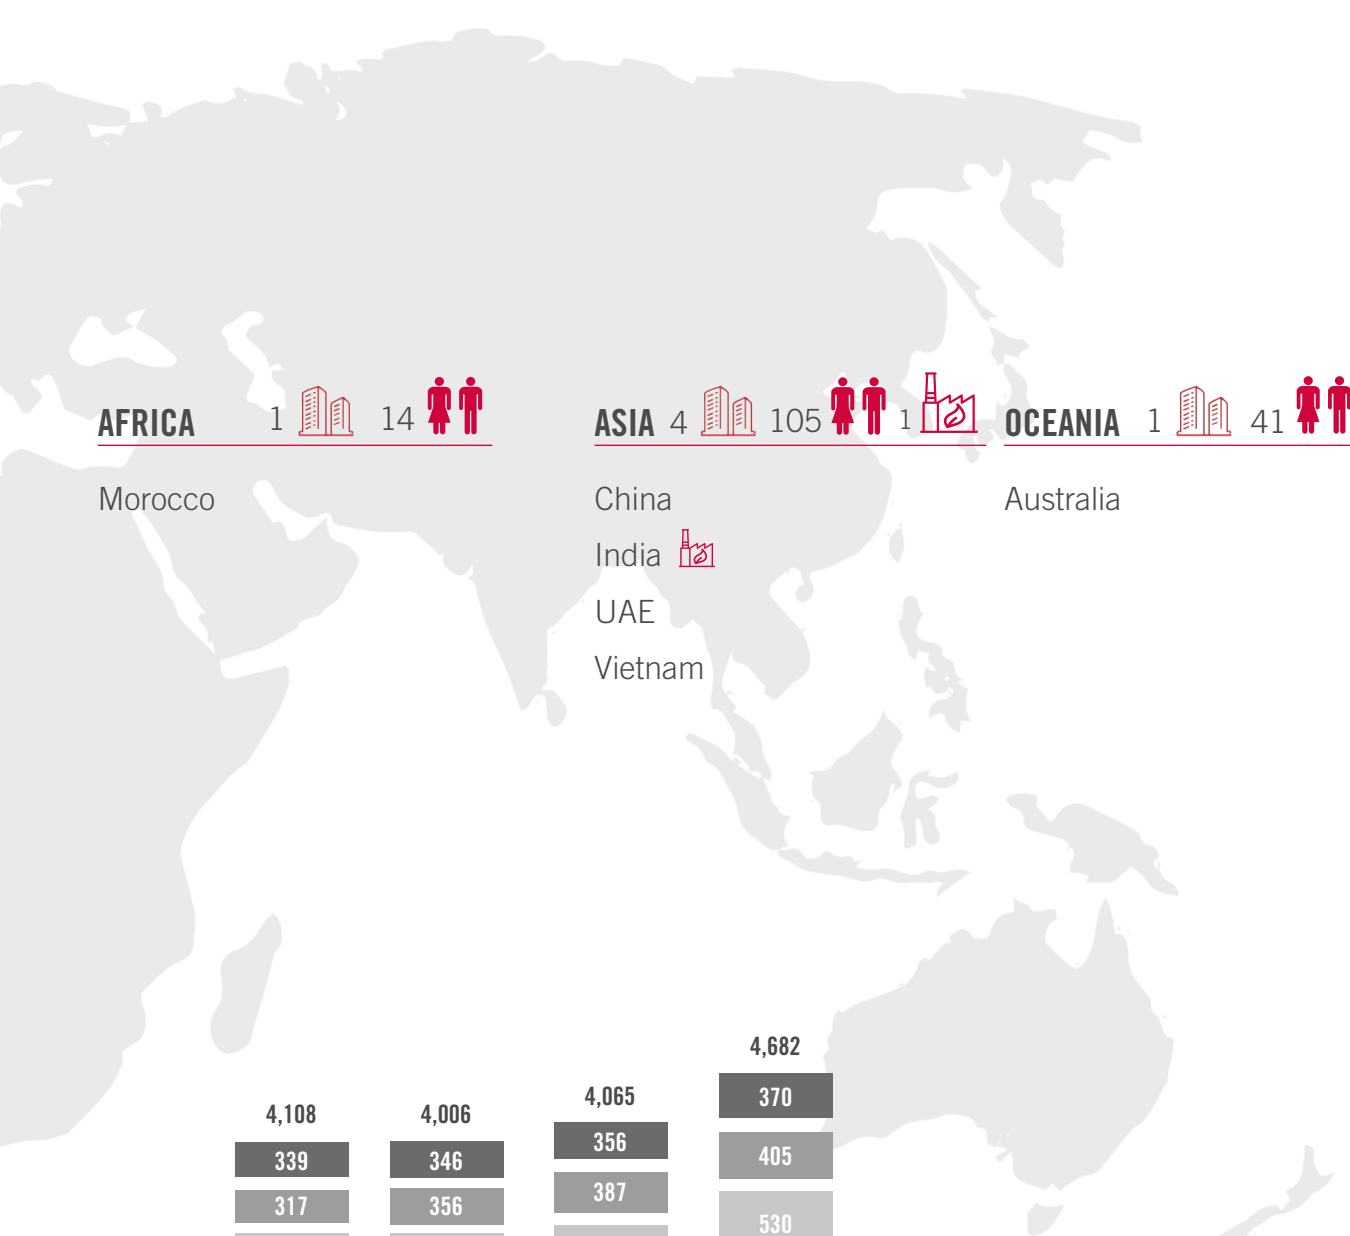 AFRICA 1 14
Morocco
ASIA 4 105 1
China
India
UAE
Vietnam
OCEANIA 1 41
Australia
4,108
339
317
4,006
346
356
4,065
356
387
4,682
370
405
530